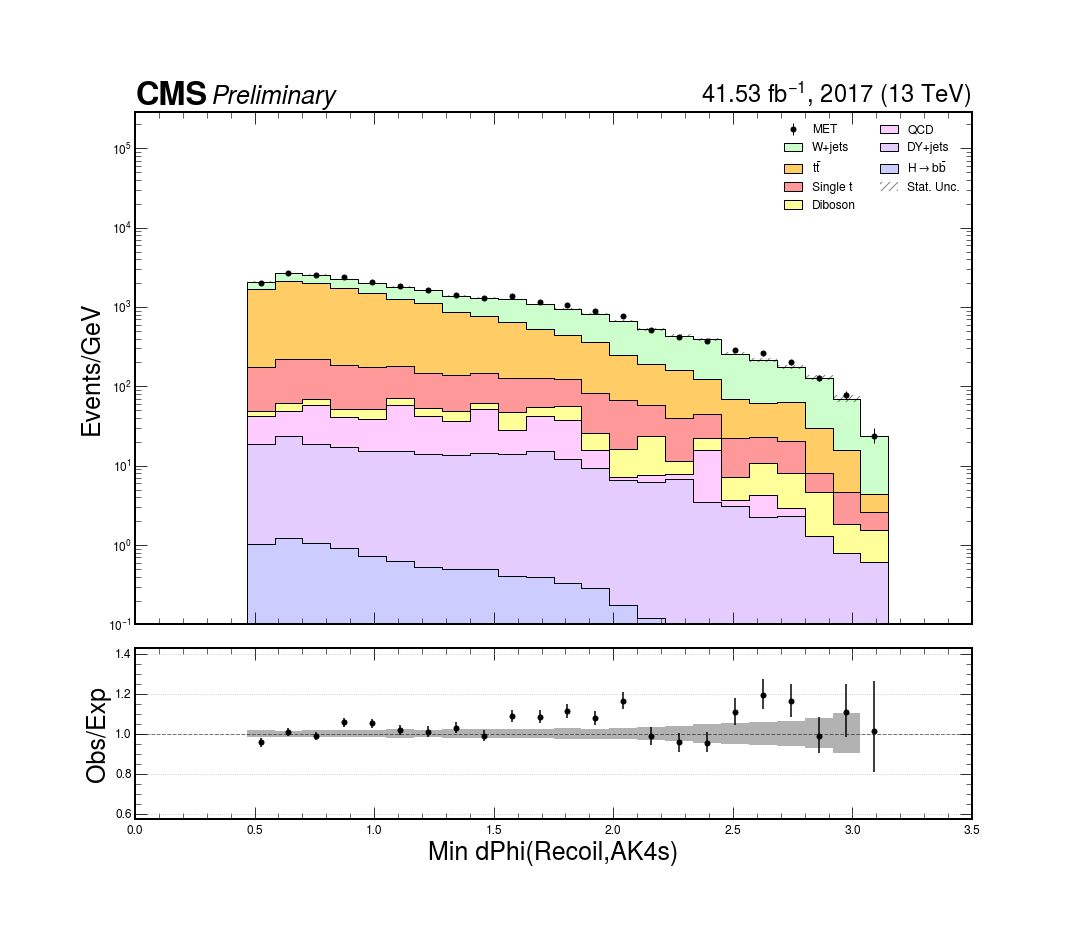 CMS Preliminary
41.53 fb⁻¹, 2017 (13 TeV)
MET
W+jets
tt̄
Single t
Diboson
QCD
DY+jets
H→bb̄
Stat. Unc.
Events/GeV
10⁵
10⁴
10³
10²
10¹
10⁰
10⁻¹
Obs/Exp
1.4
1.2
1.0
0.8
0.6
0.0 0.5 1.0 1.5 2.0 2.5 3.0 3.5
Min dPhi(Recoil,AK4s)